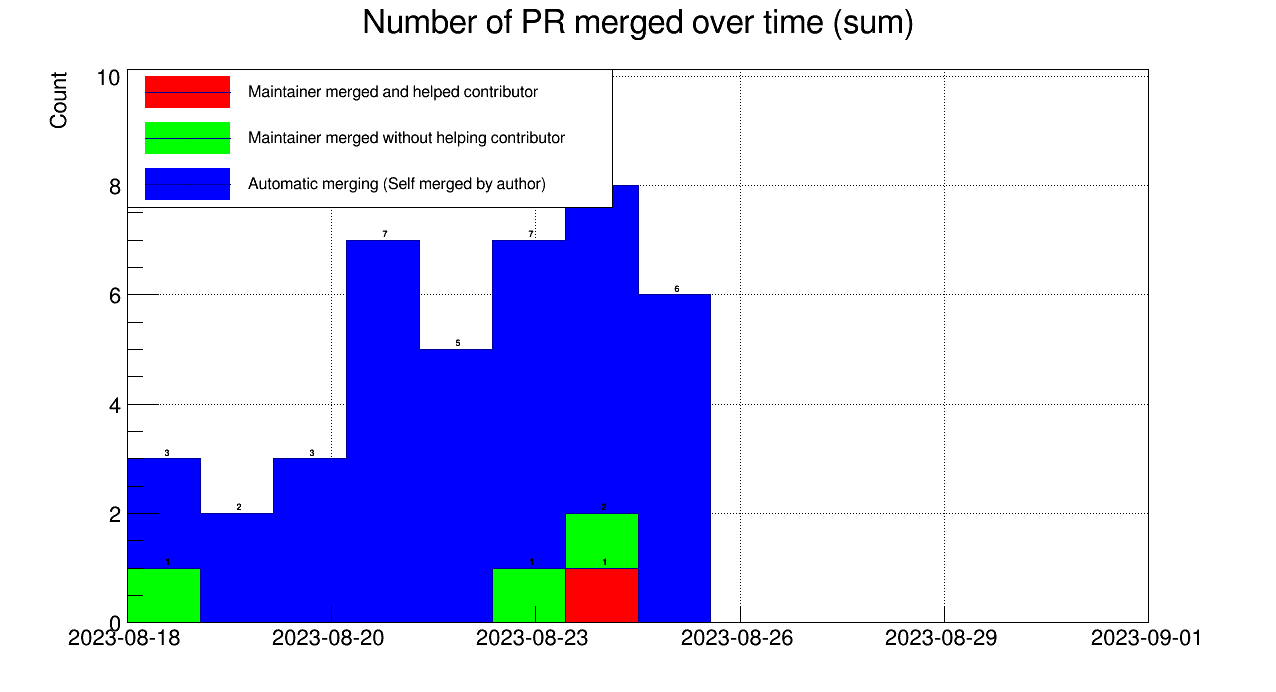 Number of PR merged over time (sum)
Count
10
Maintainer merged and helped contributor
Maintainer merged without helping contributor
8
Automatic merging (Self merged by author)
7 7
6 6
5
4
3 3
2 2 2
1 1 1
0
2023-08-18 2023-08-20 2023-08-23 2023-08-26 2023-08-29 2023-09-01